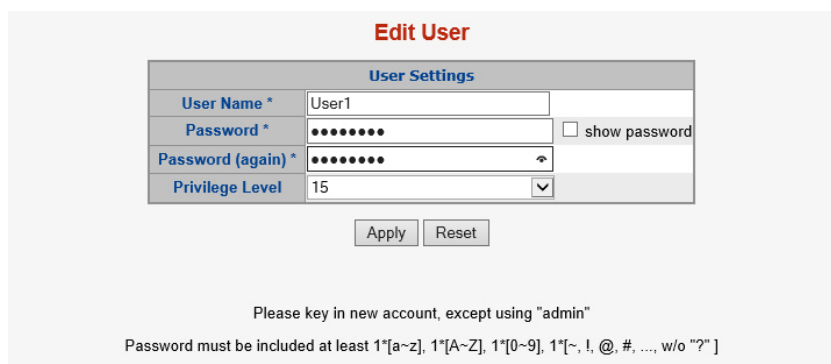 Edit User
User Settings
User Name * User1
Password * ●●●●●●●● show password
Password (again) * ●●●●●●●●
Privilege Level 15
Apply Reset
Please key in new account, except using "admin"
Password must be included at least 1*[a~z], 1*[A~Z], 1*[0~9], 1*[~, !, @, #, ..., w/o "?" ]